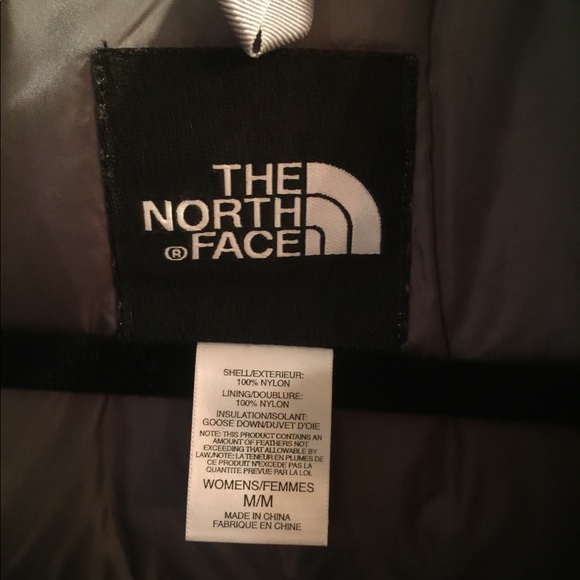 THE
NORTH
® FACE
SHELL/EXTERIEUR:
100% NYLON
LINING/DOUBLURE:
100% NYLON
INSULATION/ISOLANT:
GOOSE DOWN/DUVET D'OIE
NOTE: THIS PRODUCT CONTAINS AN
AMOUNT OF FEATHERS NOT
EXCEEDING THAT ALLOWABLE BY
LAW./NOTE: LA TENEUR EN PLUMES DE
CE PRODUIT N'EXCEDE PAS LA
QUANTITÉ PREVUE PAR LA LOI.
WOMENS/FEMMES
M/M
MADE IN CHINA
FABRIQUE EN CHINE